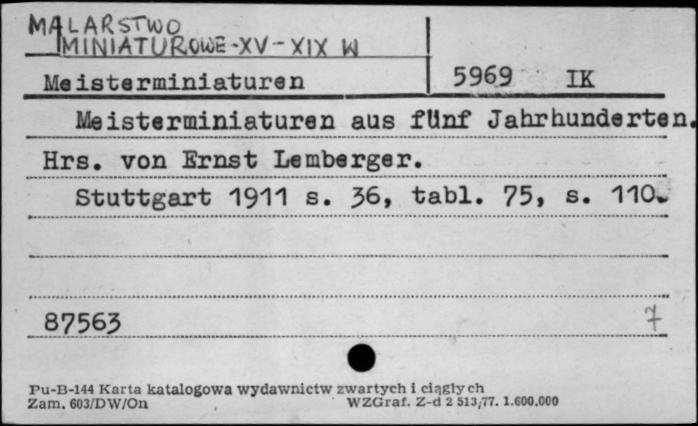 MALARSTWO
MINIATUROWE-XV-XIX W
Meisterminiaturen 5969 IK
Meisterminiaturen aus fünf Jahrhunderten.
Hrs. von Ernst Lemberger.
Stuttgart 1911 s. 36, tabl. 75, s. 110.
87563 7
Pu-B-144 Karta katalogowa wydawnictw zwartych i ciągłych
Zam. 603/DW/On WZGraf. Z-d 2 513/77. 1.600.000